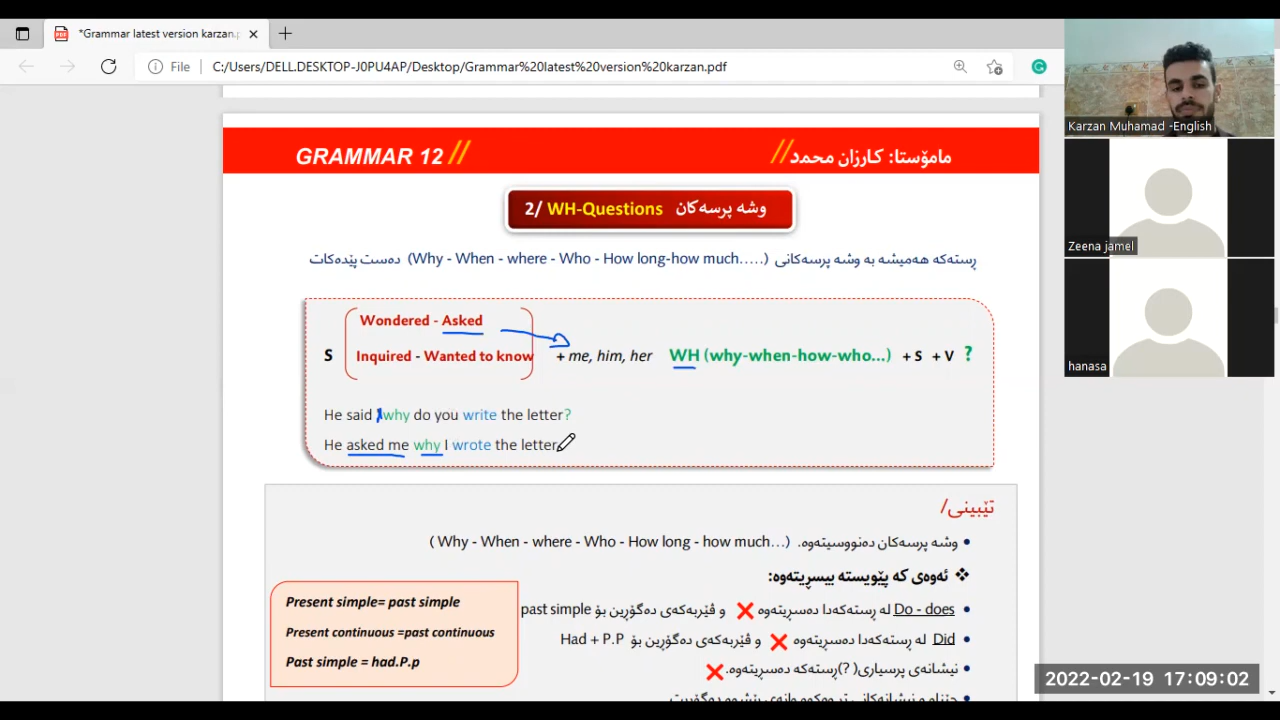 *Grammar latest version karzan.p
File C:/Users/DELL.DESKTOP-J0PU4AP/Desktop/Grammar%20latest%20version%20karzan.pdf
GRAMMAR 12 // //مامۆستا: کارزان محمد
2/ WH-Questions وشە پرسەکان
ڕستەکە هەمیشە بە وشە پرسەکانی (Why - When - where - Who - How long-how much…..) دەست پێدەکات
Wondered - Asked
S Inquired - Wanted to know + me, him, her WH (why-when-how-who...) + S + V ?
He said why do you write the letter?
He asked me why I wrote the letter
تێبینی/
• وشە پرسەکان دەنووسیتەوە. (Why - When - where - Who - How long - how much…)
❖ ئەوەی کە پێویستە بیسڕیتەوە:
• Do - does لە ڕستەکەدا دەسڕیتەوە ❌ و ڤێربەکەی دەگۆڕین بۆ past simple
• Did لە ڕستەکەدا دەسڕیتەوە ❌ و ڤێربەکەی دەگۆڕین بۆ Had + P.P
• نیشانەی پرسیاری( ?)ڕستەکە دەسڕیتەوە. ❌
Present simple= past simple
Present continuous =past continuous
Past simple = had.P.p
Karzan Muhamad -English
Zeena jamel
hanasa
2022-02-19 17:09:02